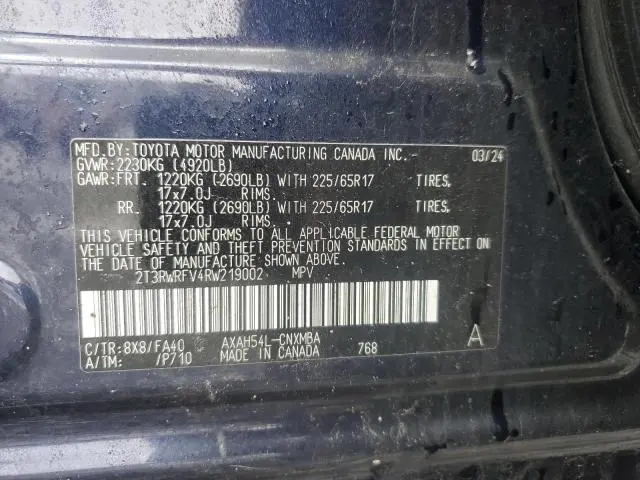 MFD.BY:TOYOTA MOTOR MANUFACTURING CANADA INC. 03/24
GVWR:2230KG (4920LB)
GAWR:FRT. 1220KG (2690LB) WITH 225/65R17 TIRES,
17x7.0J RIMS.
RR. 1220KG (2690LB) WITH 225/65R17 TIRES,
17x7.0J RIMS.
THIS VEHICLE CONFORMS TO ALL APPLICABLE FEDERAL MOTOR
VEHICLE SAFETY AND THEFT PREVENTION STANDARDS IN EFFECT ON
THE DATE OF MANUFACTURE SHOWN ABOVE.
2T3RWRFV4RW219002 MPV
C/TR:8X8/FA40 AXAH54L-CNXMBA A
A/TM: /P710 MADE IN CANADA 768